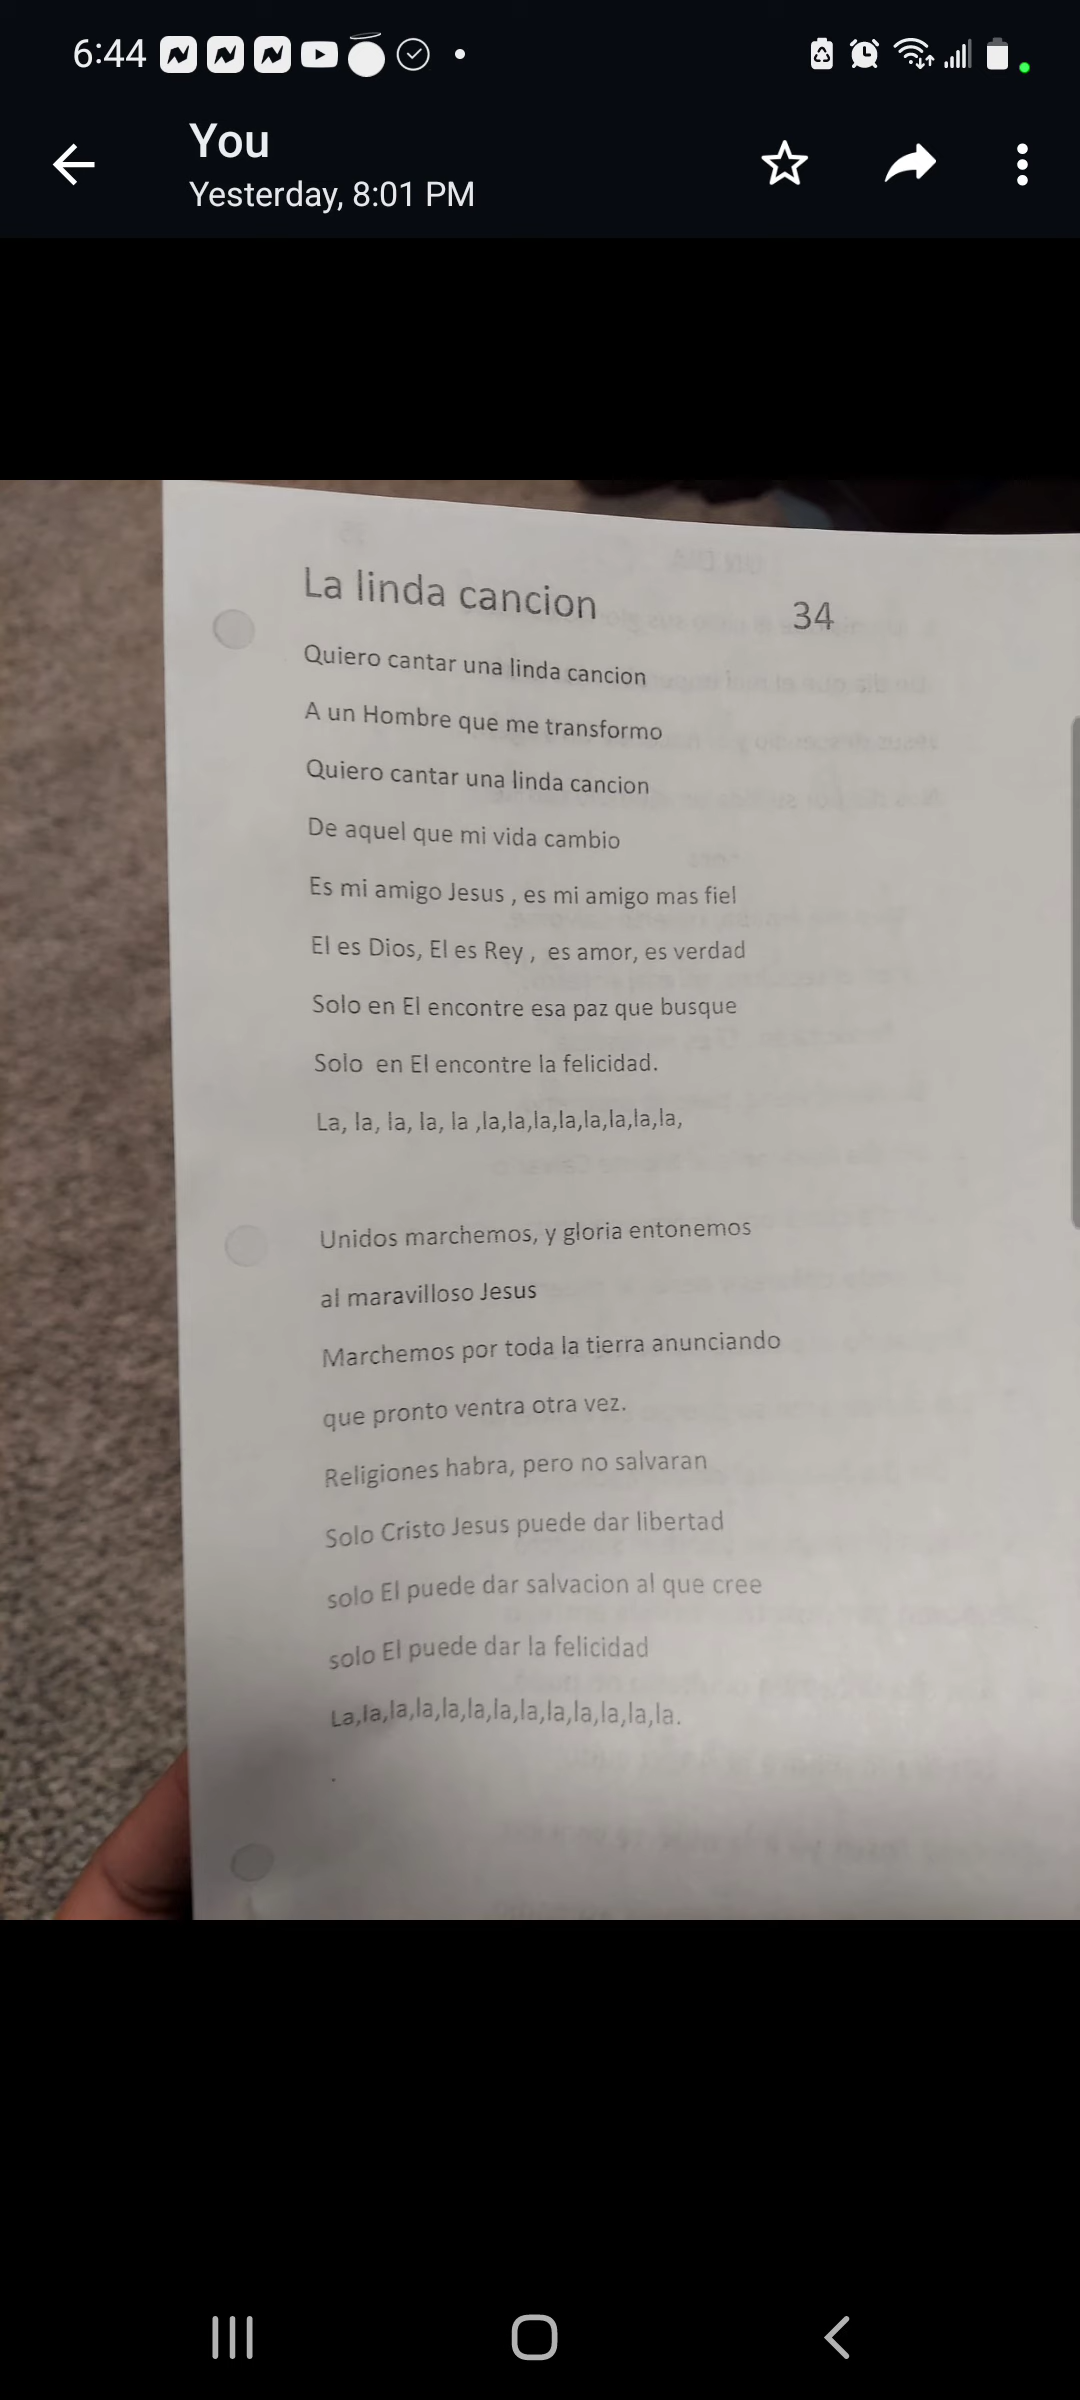 6:44
You
Yesterday, 8:01 PM
La linda cancion 34
Quiero cantar una linda cancion
A un Hombre que me transformo
Quiero cantar una linda cancion
De aquel que mi vida cambio
Es mi amigo Jesus , es mi amigo mas fiel
El es Dios, El es Rey , es amor, es verdad
Solo en El encontre esa paz que busque
Solo en El encontre la felicidad.
La, la, la, la, la ,la,la,la,la,la,la,la,la,
Unidos marchemos, y gloria entonemos
al maravilloso Jesus
Marchemos por toda la tierra anunciando
que pronto ventra otra vez.
Religiones habra, pero no salvaran
Solo Cristo Jesus puede dar libertad
solo El puede dar salvacion al que cree
solo El puede dar la felicidad
La,la,la,la,la,la,la,la,la,la,la,la,la.